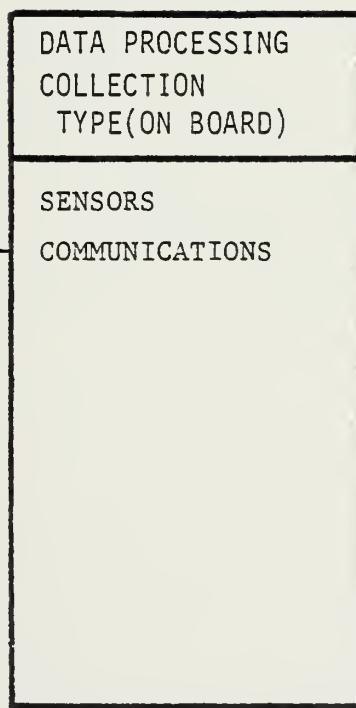 DATA PROCESSING
COLLECTION
TYPE(ON BOARD)
SENSORS
COMMUNICATIONS